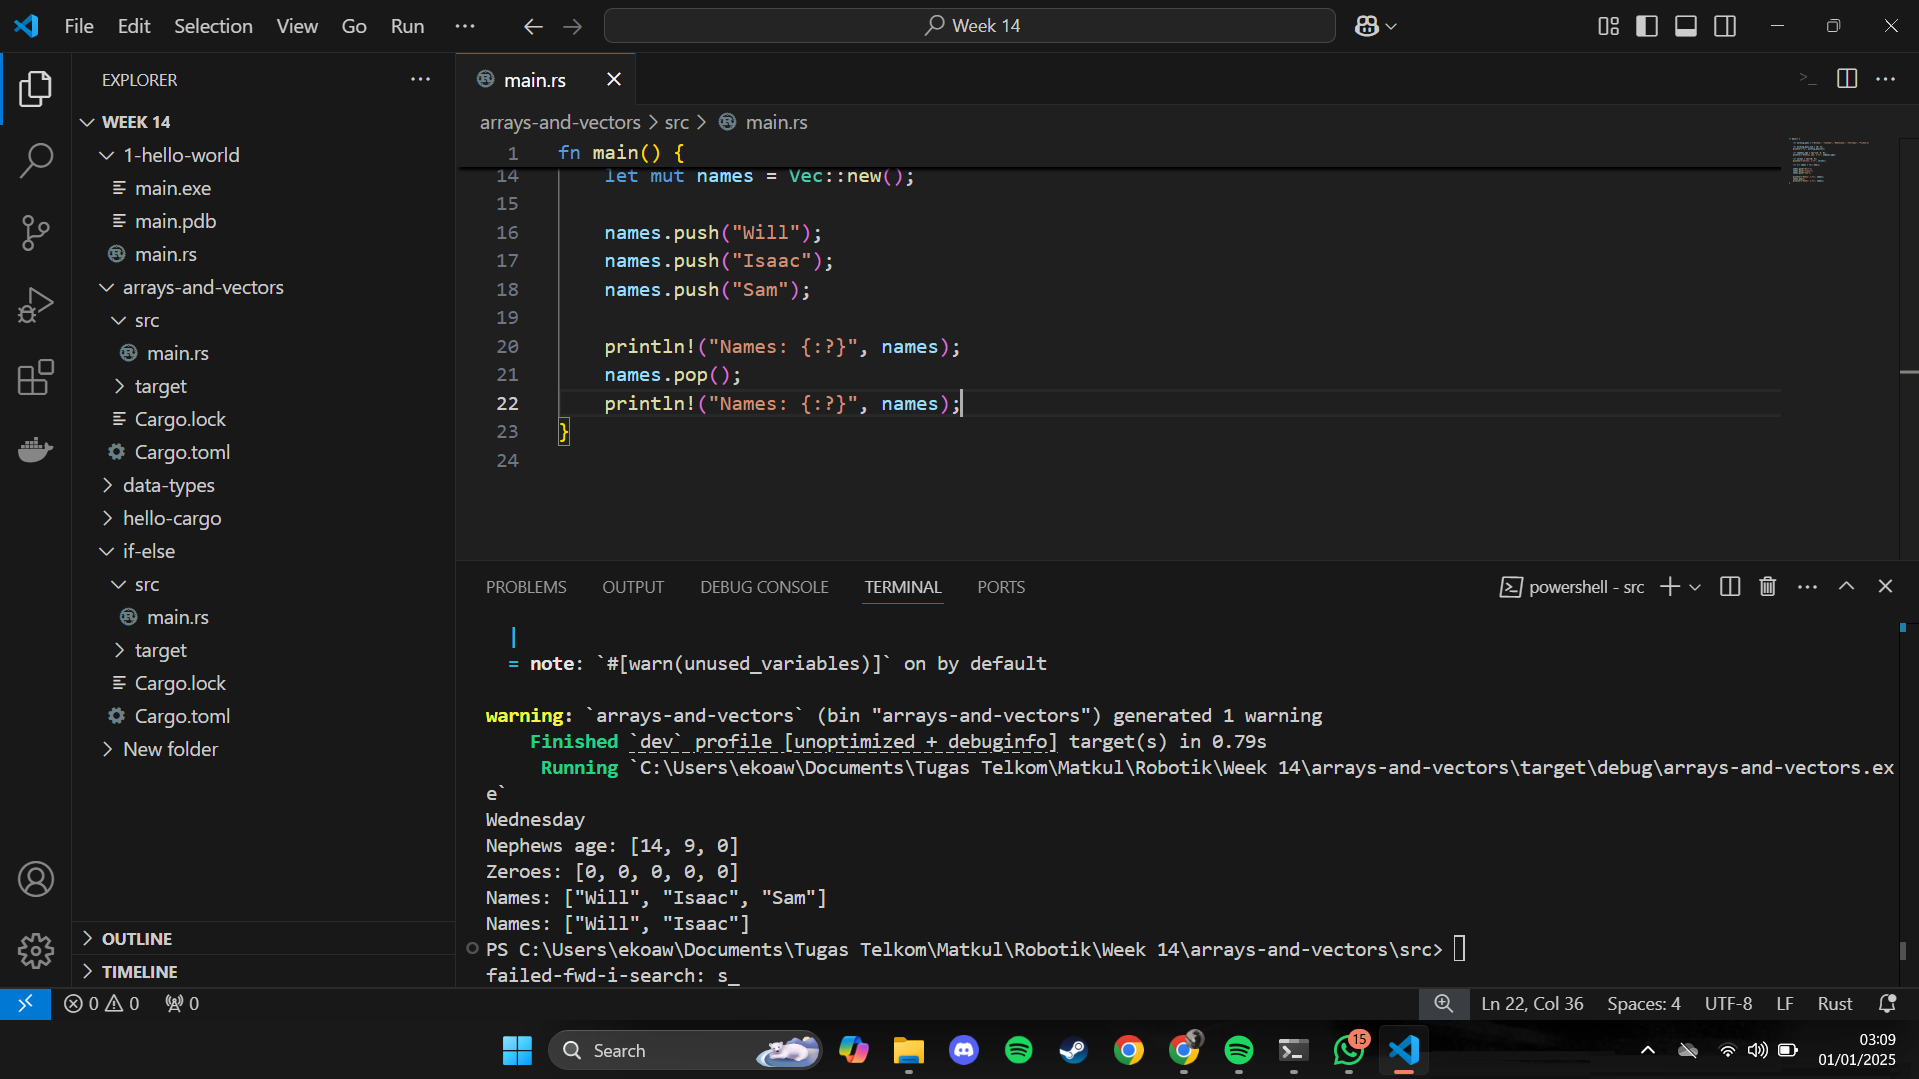 File Edit Selection View Go Run ··· Week 14
EXPLORER
WEEK 14
1-hello-world
main.exe
main.pdb
main.rs
arrays-and-vectors
src
main.rs
target
Cargo.lock
Cargo.toml
data-types
hello-cargo
if-else
src
main.rs
target
Cargo.lock
Cargo.toml
New folder
OUTLINE
TIMELINE
main.rs
arrays-and-vectors > src > main.rs
1 fn main() {
14 let mut names = Vec::new();
15
16 names.push("Will");
17 names.push("Isaac");
18 names.push("Sam");
19
20 println!("Names: {:?}", names);
21 names.pop();
22 println!("Names: {:?}", names);
23 }
24
PROBLEMS OUTPUT DEBUG CONSOLE TERMINAL PORTS powershell - src
|
= note: `#[warn(unused_variables)]` on by default
warning: `arrays-and-vectors` (bin "arrays-and-vectors") generated 1 warning
Finished `dev` profile [unoptimized + debuginfo] target(s) in 0.79s
Running `C:\Users\ekoaw\Documents\Tugas Telkom\Matkul\Robotik\Week 14\arrays-and-vectors\target\debug\arrays-and-vectors.ex
e`
Wednesday
Nephews age: [14, 9, 0]
Zeroes: [0, 0, 0, 0, 0]
Names: ["Will", "Isaac", "Sam"]
Names: ["Will", "Isaac"]
PS C:\Users\ekoaw\Documents\Tugas Telkom\Matkul\Robotik\Week 14\arrays-and-vectors\src>
failed-fwd-i-search: s_
0 0 0 Ln 22, Col 36 Spaces: 4 UTF-8 LF Rust
Search 15
03:09
01/01/2025